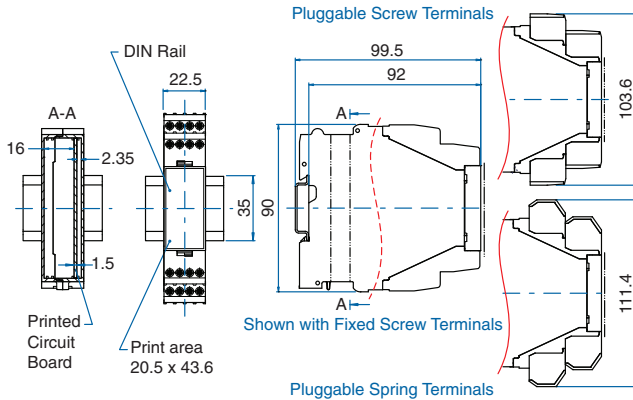 Pluggable Screw Terminals
DIN Rail
99.5
92
22.5
A-A
A
16
2.35
90
35
103.6
1.5
A
Shown with Fixed Screw Terminals
111.4
Printed
Circuit
Board
Print area
20.5 x 43.6
Pluggable Spring Terminals